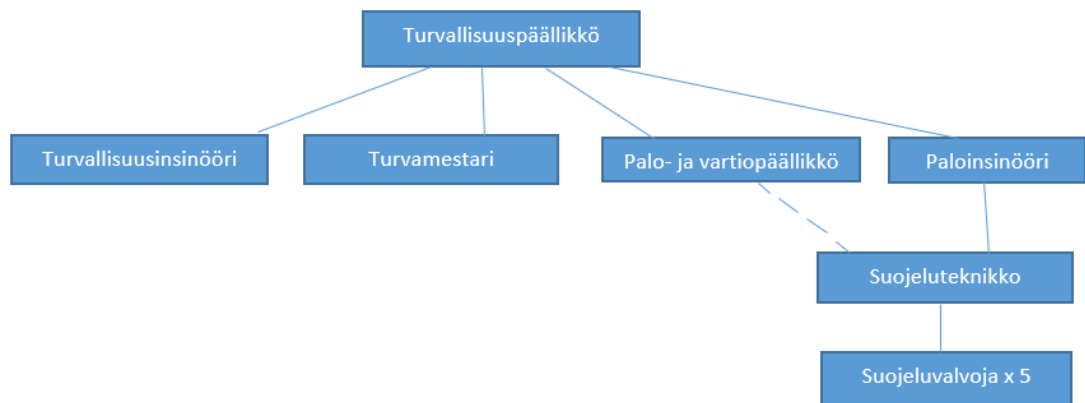 Turvallisuuspäällikkö
Turvallisuusinsinööri
Turvamestari
Palo- ja vartiopäällikkö
Paloinsinööri
Suojeluteknikko
Suojeluvalvoja x 5